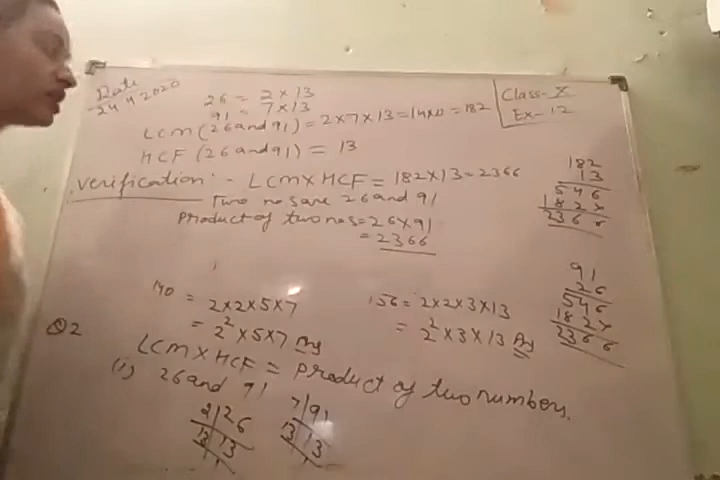 Date
24 4 2020
Class- X
Ex- 12
26 = 2×13
91 = 7×13
LCM (26 and 91) = 2×7×13 = 14×13 = 182
HCF (26 and 91) = 13
Verification :- LCM×HCF = 182×13 = 2366
Two nos are 26 and 91
Product of two nos = 26×91
= 2366
182
13
546
182×
2366
91
26
546
182×
2366
140 = 2×2×5×7
= 2²×5×7 Ans
156 = 2×2×3×13
= 2²×3×13 Ans
Q2
LCM×HCF = product of two numbers.
(i) 26 and 91
2|26
13|13
1
7|91
13|13
1